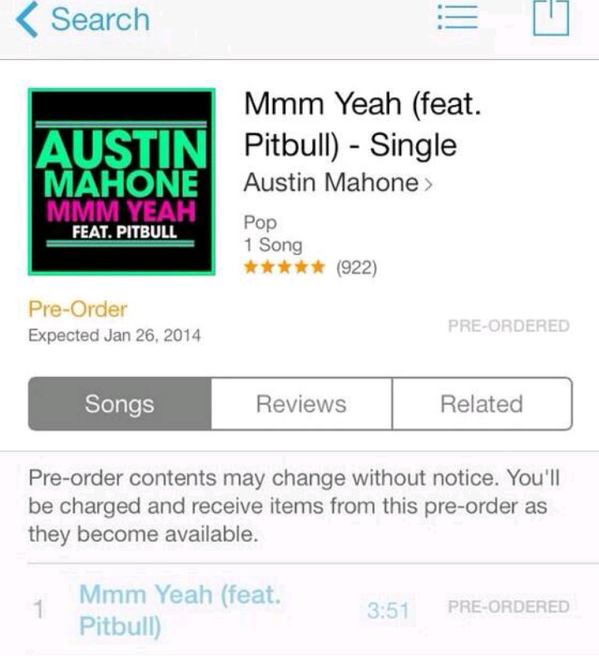 Search
AUSTIN
MAHONE
MMM YEAH
FEAT. PITBULL
Mmm Yeah (feat.
Pitbull) - Single
Austin Mahone >
Pop
1 Song
★★★★★ (922)
Pre-Order
Expected Jan 26, 2014
PRE-ORDERED
Songs Reviews Related
Pre-order contents may change without notice. You'll
be charged and receive items from this pre-order as
they become available.
1 Mmm Yeah (feat. 3:51 PRE-ORDERED
Pitbull)